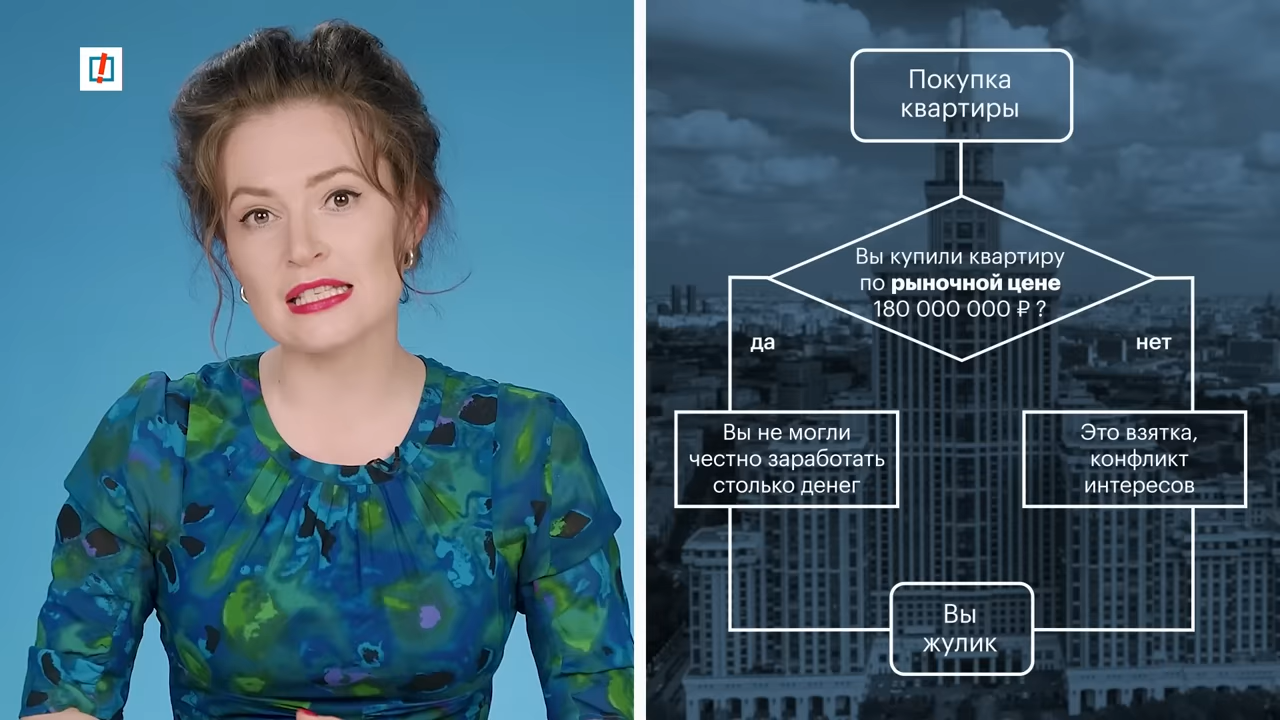 Покупка
квартиры
Вы купили квартиру
по рыночной цене
180 000 000 ₽ ?
да
нет
Вы не могли
честно заработать
столько денег
Это взятка,
конфликт
интересов
Вы
жулик